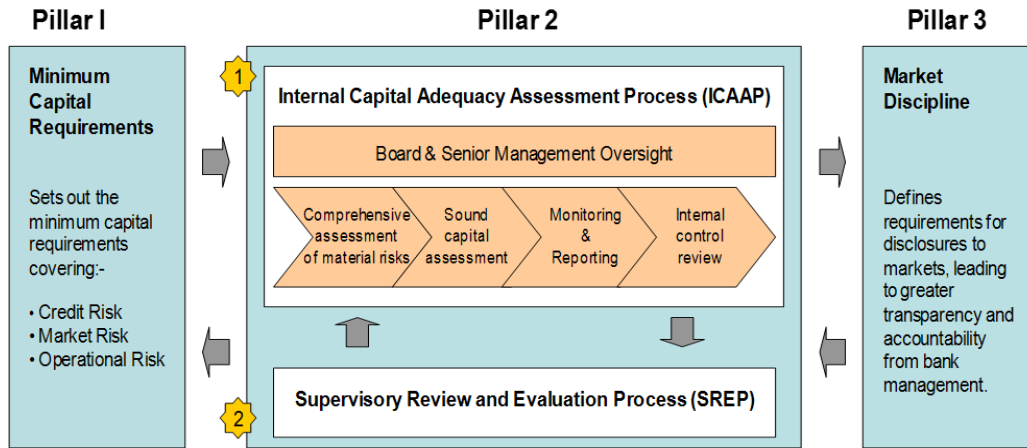 Pillar I
Minimum
Capital
Requirements
Sets out the
minimum capital
requirements
covering:-
• Credit Risk
• Market Risk
• Operational Risk
Pillar 2
1
Internal Capital Adequacy Assessment Process (ICAAP)
Board & Senior Management Oversight
Comprehensive
assessment
of material risks
Sound
capital
assessment
Monitoring
&
Reporting
Internal
control
review
2
Supervisory Review and Evaluation Process (SREP)
Pillar 3
Market
Discipline
Defines
requirements for
disclosures to
markets, leading
to greater
transparency and
accountability
from bank
management.